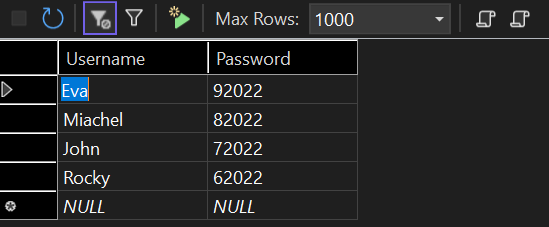 Max Rows: 1000
Username Password
Eva 92022
Miachel 82022
John 72022
Rocky 62022
NULL NULL